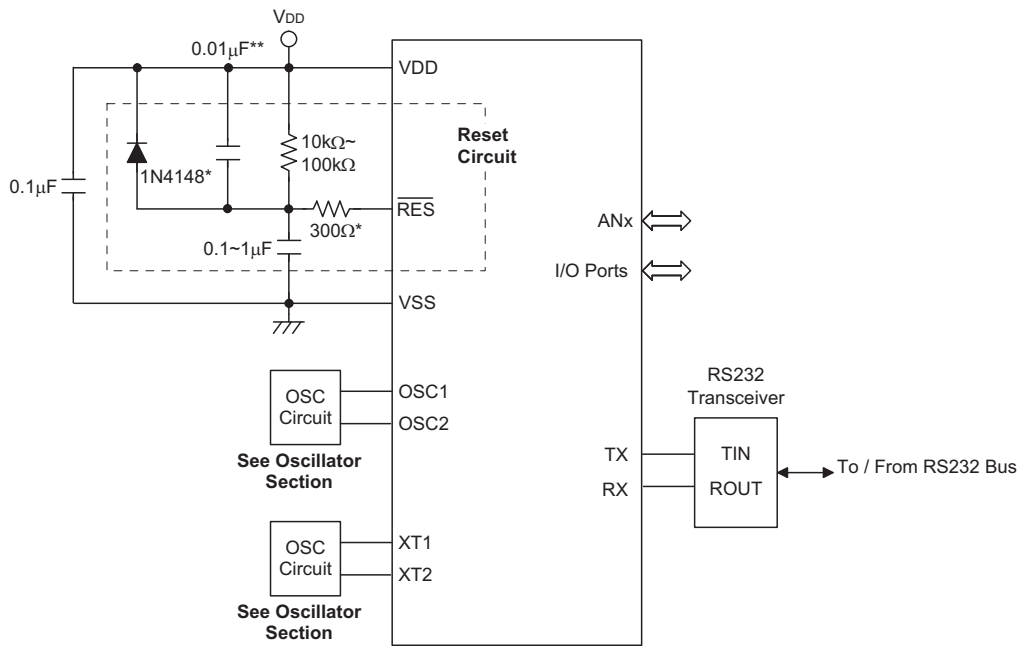 VDD
0.01μF**
VDD
Reset
Circuit
10kΩ~
100kΩ
1N4148*
0.1μF
RES
300Ω*
0.1~1μF
VSS
ANx
I/O Ports
OSC
Circuit
OSC1
OSC2
See Oscillator
Section
RS232
Transceiver
TX
TIN
RX
ROUT
To / From RS232 Bus
OSC
Circuit
XT1
XT2
See Oscillator
Section